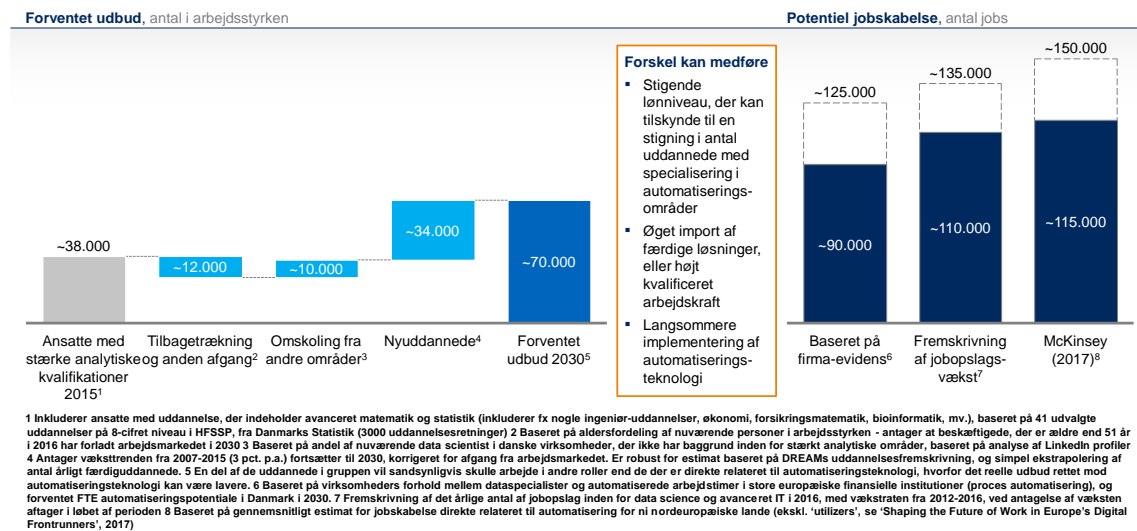 Forventet udbud, antal i arbejdsstyrken
~38.000
~12.000
~10.000
~34.000
~70.000
Ansatte med
stærke analytiske
kvalifikationer
2015¹
Tilbagetrækning
og anden afgang²
Omskoling fra
andre områder³
Nyuddannede⁴
Forventet
udbud 2030⁵
Forskel kan medføre
▪ Stigende
lønniveau, der kan
tilskynde til en
stigning i antal
uddannede med
specialisering i
automatiserings-
områder
▪ Øget import af
færdige løsninger,
eller højt
kvalificeret
arbejdskraft
▪ Langsommere
implementering af
automatiserings-
teknologi
Potentiel jobskabelse, antal jobs
~125.000
~90.000
~135.000
~110.000
~150.000
~115.000
Baseret på
firma-evidens⁶
Fremskrivning
af jobopslags-
vækst⁷
McKinsey
(2017)⁸
1 Inkluderer ansatte med uddannelse, der indeholder avanceret matematik og statistik (inkluderer fx nogle ingeniør-uddannelser, økonomi, forsikringsmatematik, bioinformatik, mv.), baseret på 41 udvalgte
uddannelser på 8-cifret niveau i HFSSP, fra Danmarks Statistik (3000 uddannelsesretninger) 2 Baseret på aldersfordeling af nuværende personer i arbejdsstyrken - antager at beskæftigede, der er ældre end 51 år
i 2016 har forladt arbejdsmarkedet i 2030 3 Baseret på andel af nuværende data scientist i danske virksomheder, der ikke har baggrund inden for stærkt analytiske områder, baseret på analyse af LinkedIn profiler
4 Antager væksttrenden fra 2007-2015 (3 pct. p.a.) fortsætter til 2030, korrigeret for afgang fra arbejdsmarkedet. Er robust for estimat baseret på DREAMs uddannelsesfremskrivning, og simpel ekstrapolering af
antal årligt færdiguddannede. 5 En del af de uddannede i gruppen vil sandsynligvis skulle arbejde i andre roller end de der er direkte relateret til automatiseringsteknologi, hvorfor det reelle udbud rettet mod
automatiseringsteknologi kan være lavere. 6 Baseret på virksomheders forhold mellem dataspecialister og automatiserede arbejdstimer i store europæiske finansielle institutioner (proces automatisering), og
forventet FTE automatiseringspotentiale i Danmark i 2030. 7 Fremskrivning af det årlige antal af jobopslag inden for data science og avanceret IT i 2016, med vækstraten fra 2012-2016, ved antagelse af væksten
aftager i løbet af perioden 8 Baseret på gennemsnitligt estimat for jobskabelse direkte relateret til automatisering for ni nordeuropæiske lande (ekskl. ‘utilizers’, se ‘Shaping the Future of Work in Europe’s Digital
Frontrunners’, 2017)